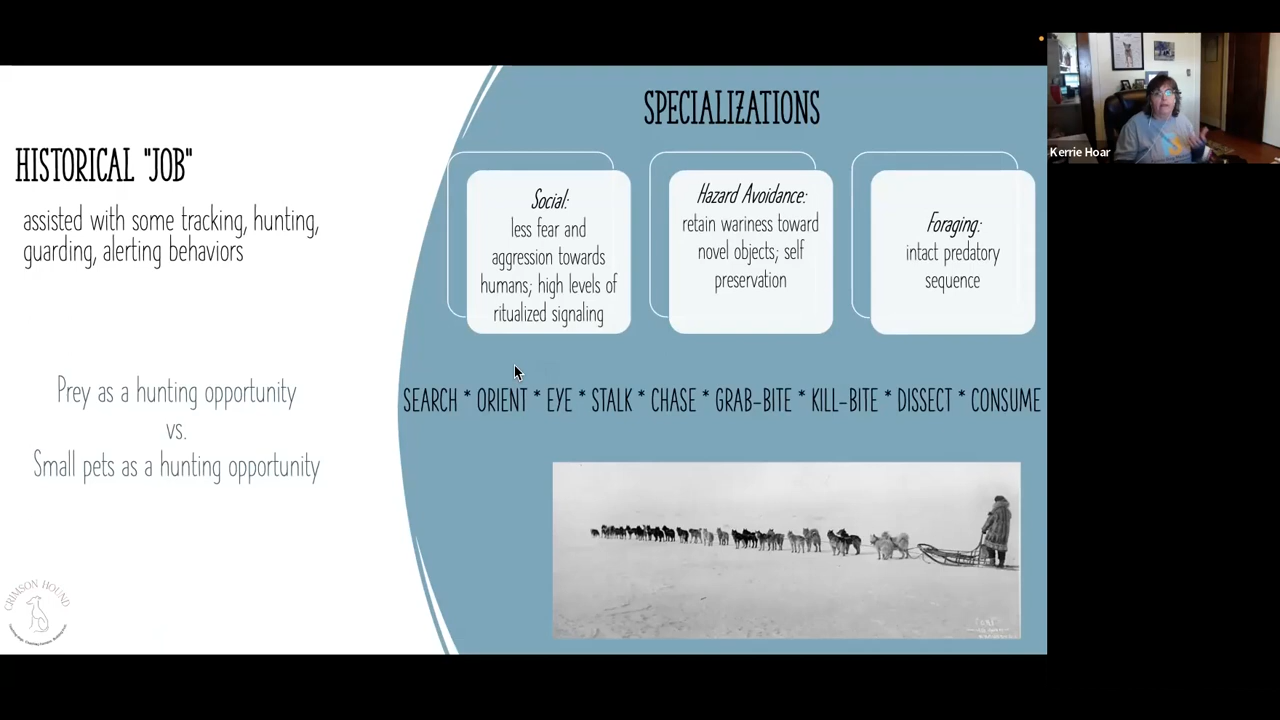 HISTORICAL "JOB"
assisted with some tracking, hunting,
guarding, alerting behaviors
Prey as a hunting opportunity
vs.
Small pets as a hunting opportunity
CRIMSON HOUND
SPECIALIZATIONS
Social:
less fear and
aggression towards
humans; high levels of
ritualized signaling
Hazard Avoidance:
retain wariness toward
novel objects; self
preservation
Foraging:
intact predatory
sequence
SEARCH * ORIENT * EYE * STALK * CHASE * GRAB-BITE * KILL-BITE * DISSECT * CONSUME
Kerrie Hoar